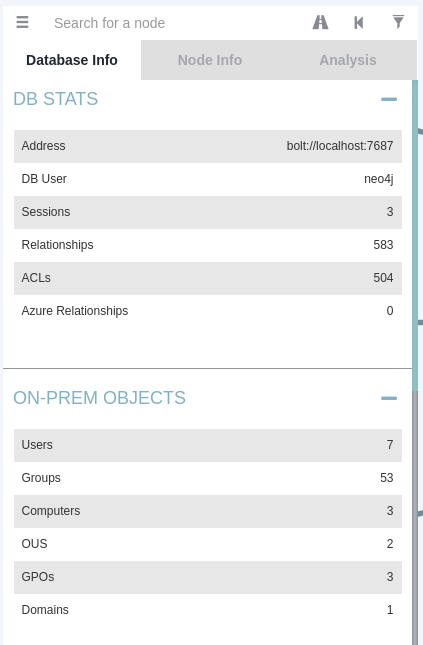 Search for a node
Database Info Node Info Analysis
DB STATS
Address bolt://localhost:7687
DB User neo4j
Sessions 3
Relationships 583
ACLs 504
Azure Relationships 0
ON-PREM OBJECTS
Users 7
Groups 53
Computers 3
OUS 2
GPOs 3
Domains 1